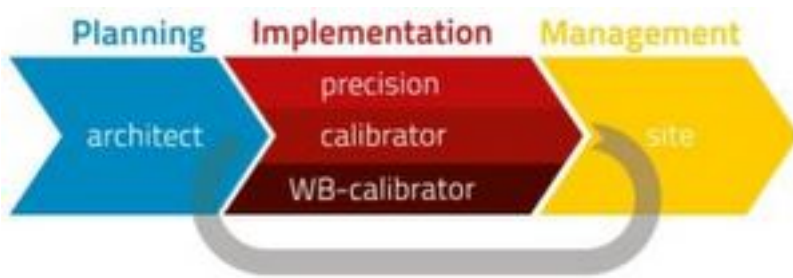 Planning Implementation Management
precision
architect calibrator site
WB-calibrator